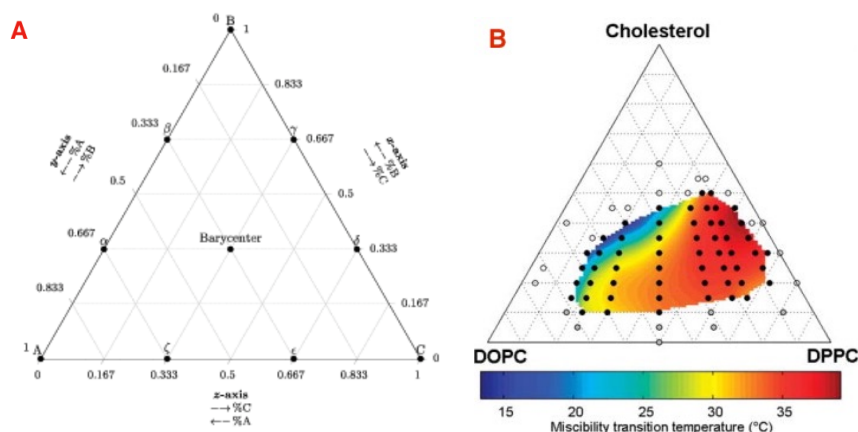 A
0
B
1
0.167
0.833
0.333
β
γ
0.667
y-axis
←%A
→%B
x-axis
←%B
→%C
0.5
0.5
0.667
α
Barycenter
δ
0.333
0.833
0.167
1
A
ζ
ε
C
0
0
0.167
0.333
0.5
0.667
0.833
1
z-axis
→%C
←%A
B
Cholesterol
DOPC
DPPC
15
20
25
30
35
Miscibility transition temperature (°C)